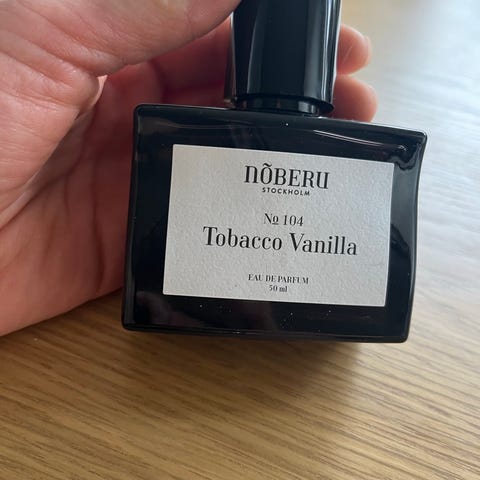 nõBERU
STOCKHOLM
№ 104
Tobacco Vanilla
EAU DE PARFUM
50 ml